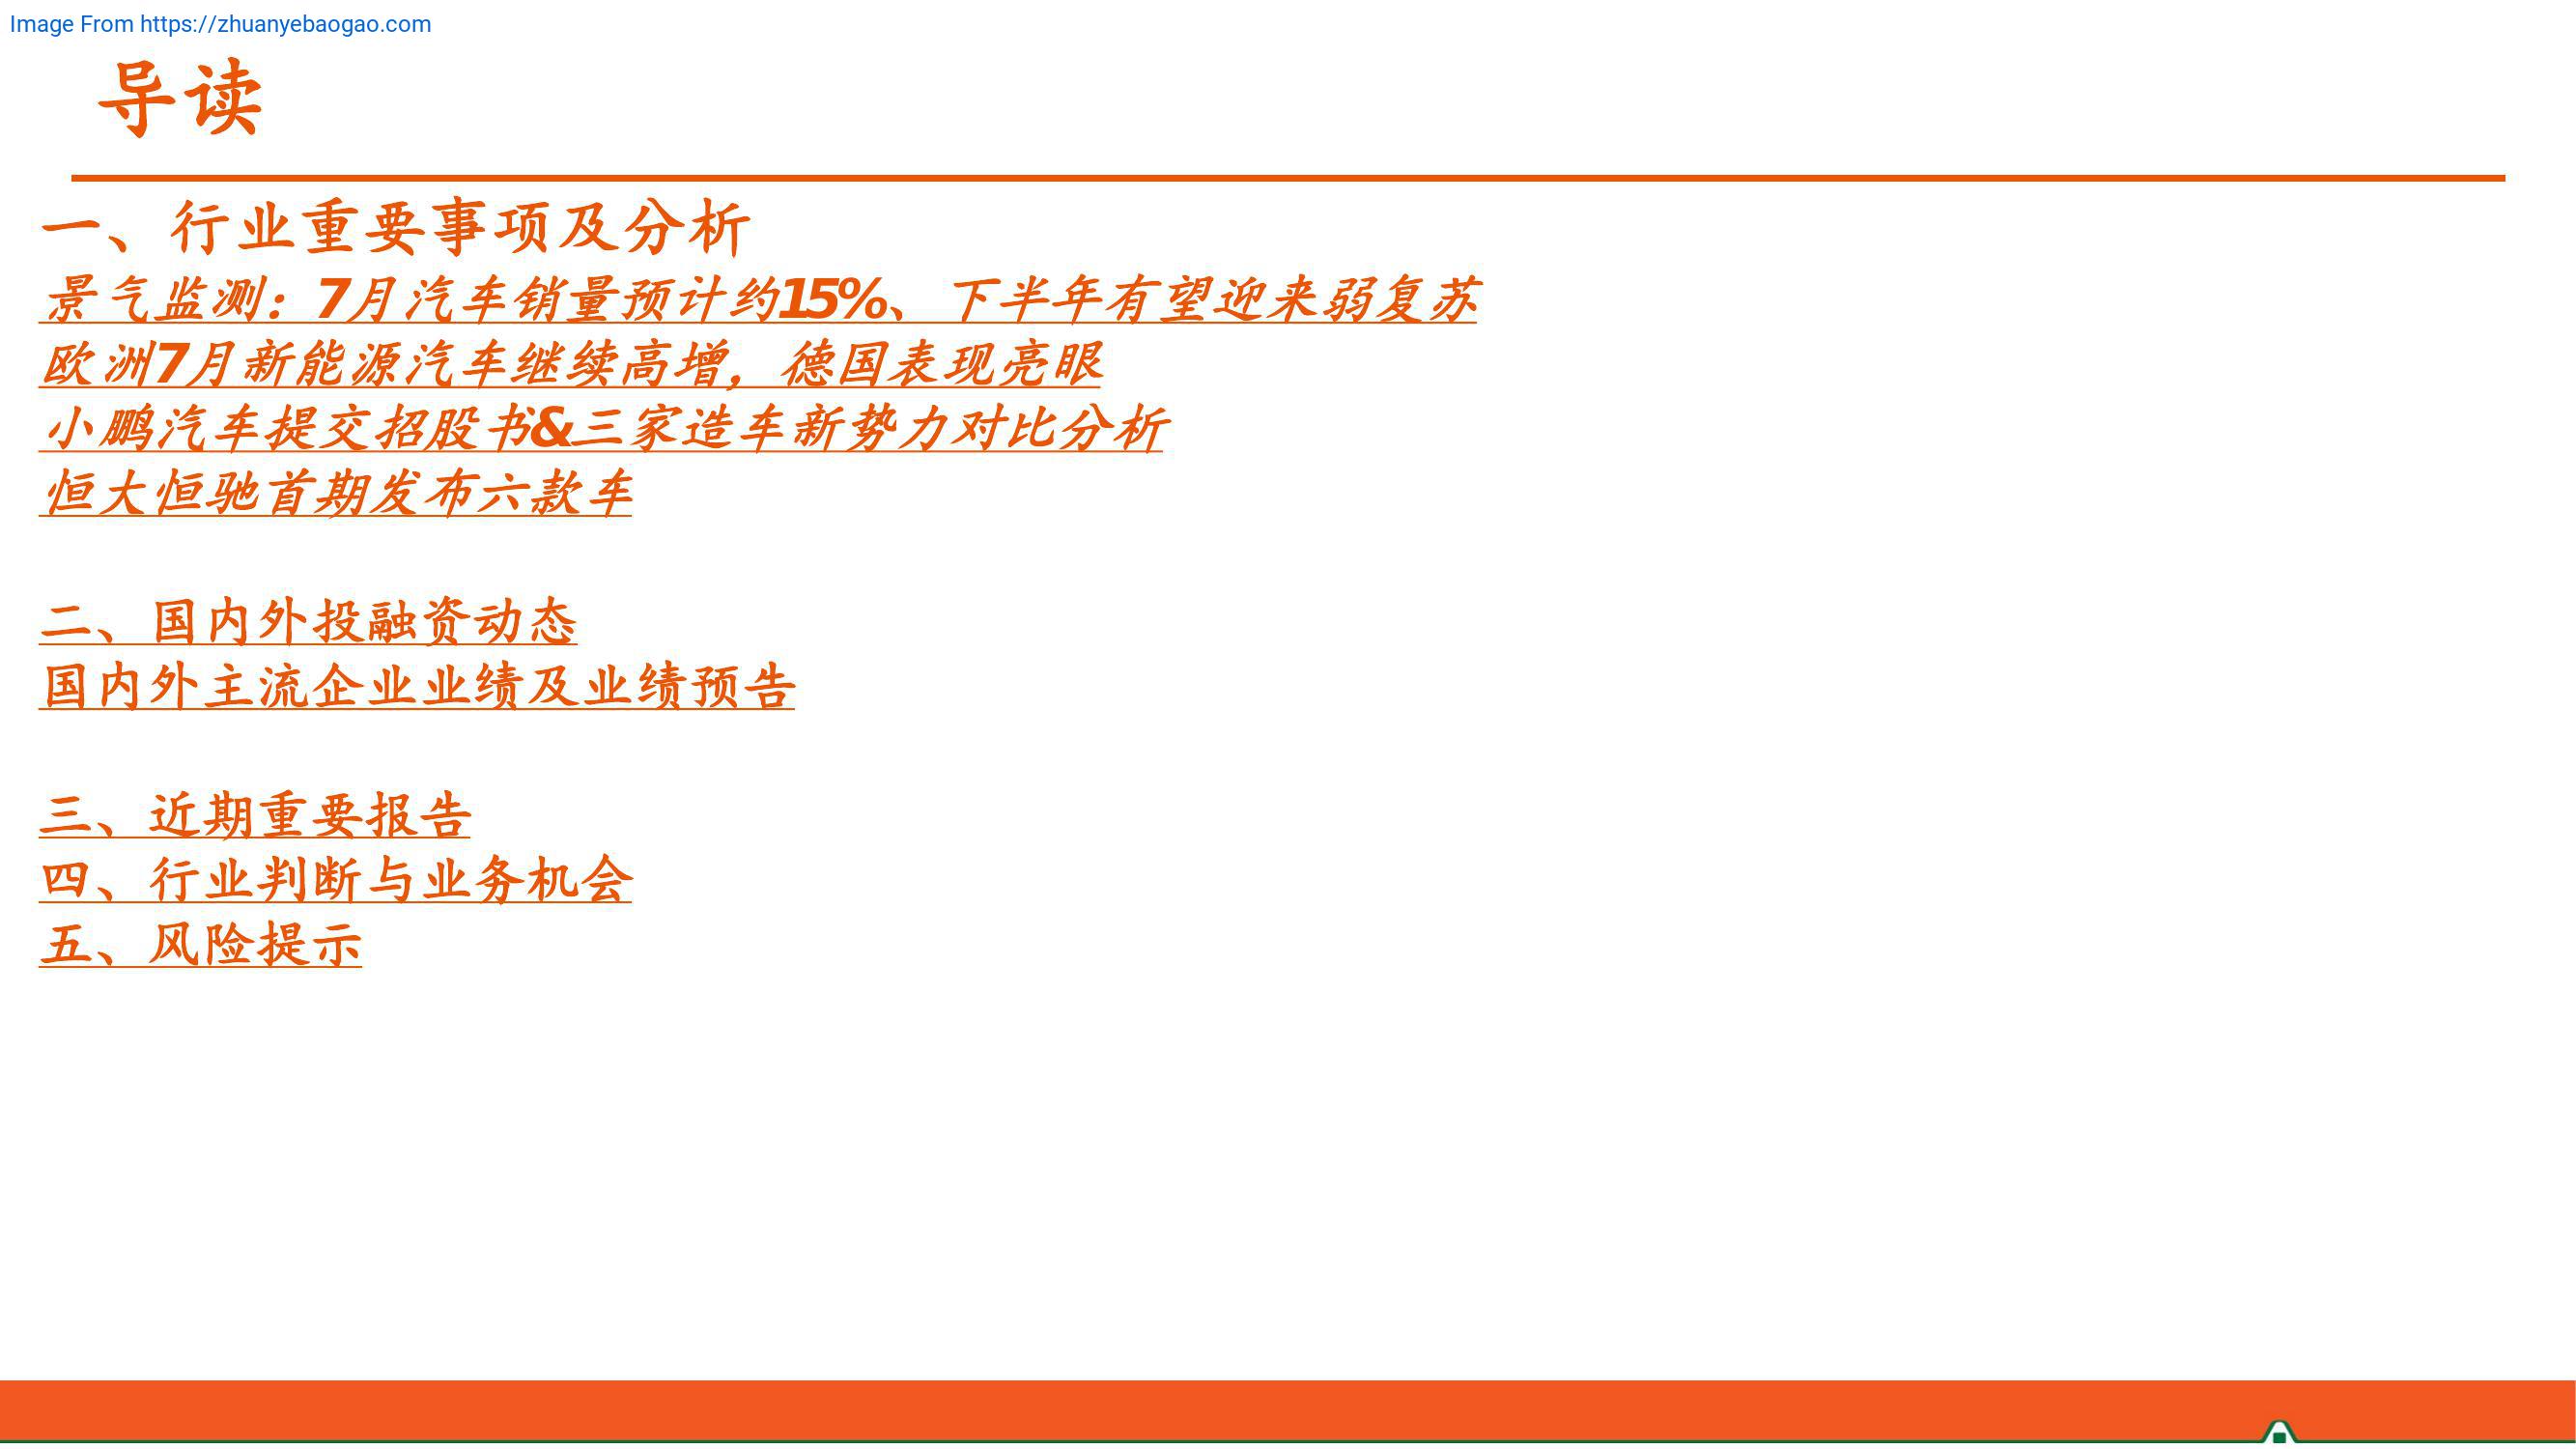 Image From https://zhuanyebaogao.com
导读
一、行业重要事项及分析
景气监测：7月汽车销量预计约15%、下半年有望迎来弱复苏
欧洲7月新能源汽车继续高增，德国表现亮眼
小鹏汽车提交招股书&三家造车新势力对比分析
恒大恒驰首期发布六款车
二、国内外投融资动态
国内外主流企业业绩及业绩预告
三、近期重要报告
四、行业判断与业务机会
五、风险提示